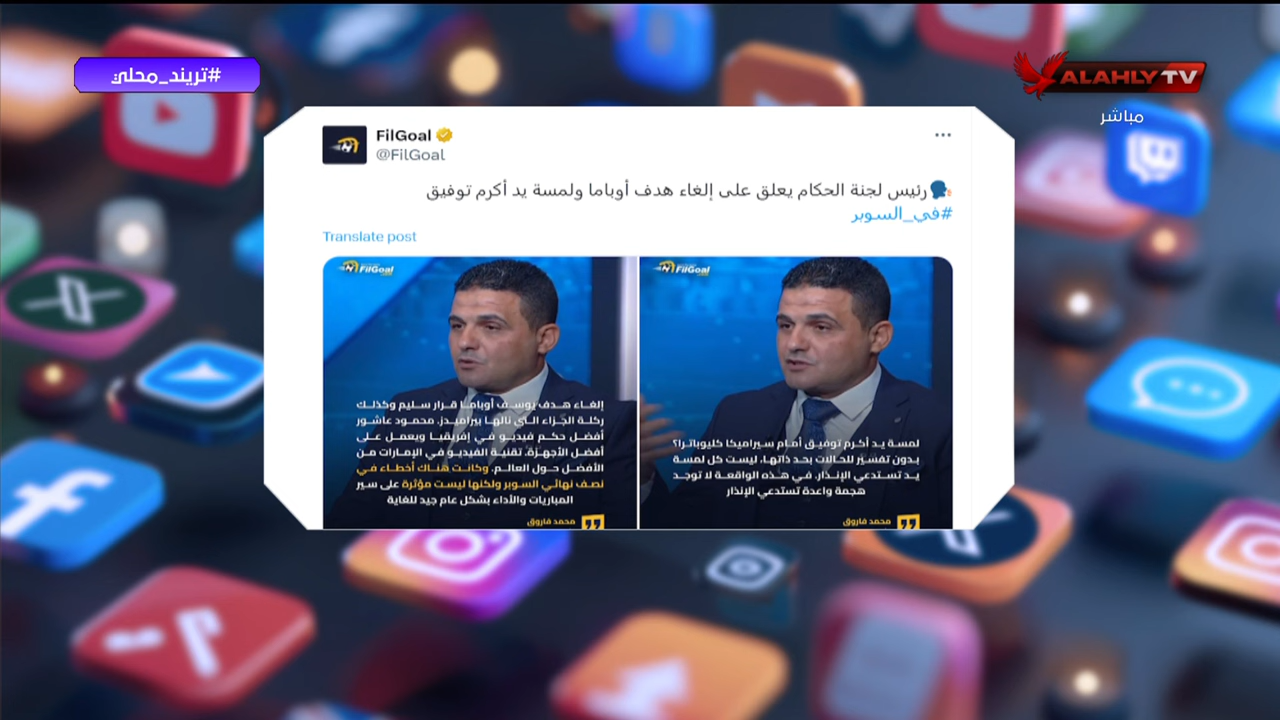 #تريند_محلي
ALAHLY TV
مباشر
FilGoal
@FilGoal
رئيس لجنة الحكام يعلق على إلغاء هدف أوباما ولمسة يد أكرم توفيق
#في_السوبر
Translate post
FilGoal
لمسة يد أكرم توفيق أمام سيراميكا كليوباترا؟
بدون تفسير للحالات بحد ذاتها، ليست كل لمسة
يد تستدعي الإنذار. في هذه الواقعة لا توجد
هجمة واعدة تستدعي الإنذار
محمد فاروق
FilGoal
إلغاء هدف يوسف أوباما قرار سليم وكذلك
ركلة الجزاء التي نالها بيراميدز. محمود عاشور
أفضل حكم فيديو في إفريقيا ويعمل على
أفضل الأجهزة. تقنية الفيديو في الإمارات من
الأفضل حول العالم. وكانت هناك أخطاء في
نصف نهائي السوبر ولكنها ليست مؤثرة على سير
المباريات والأداء بشكل عام جيد للغاية
محمد فاروق